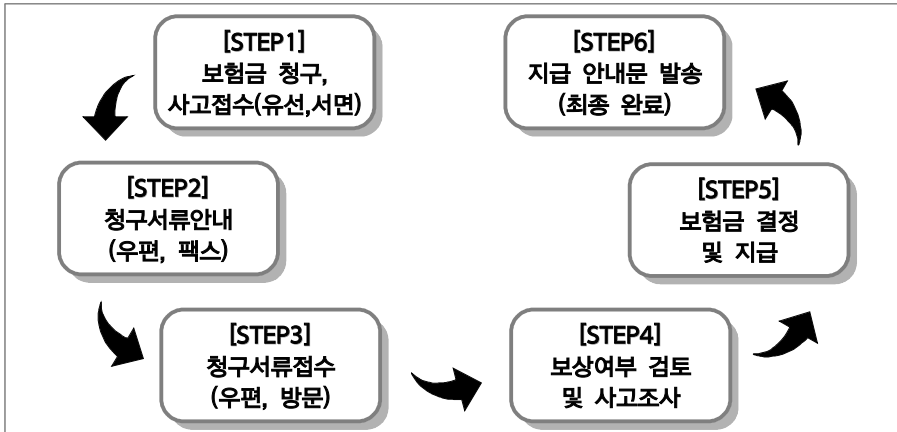 [STEP1]
보험금 청구,
사고접수(유선,서면)
[STEP2]
청구서류안내
(우편, 팩스)
[STEP3]
청구서류접수
(우편, 방문)
[STEP4]
보상여부 검토
및 사고조사
[STEP5]
보험금 결정
및 지급
[STEP6]
지급 안내문 발송
(최종 완료)